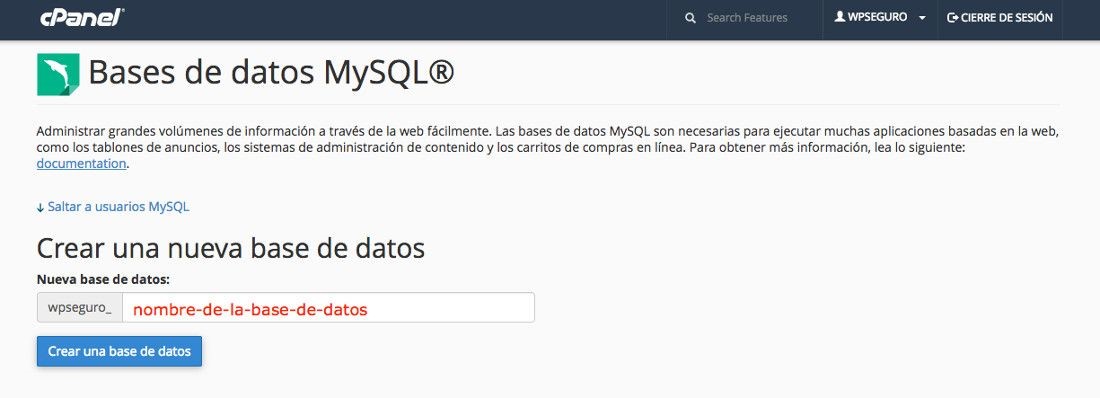 cPanel®
Search Features
WPSEGURO
CIERRE DE SESIÓN
Bases de datos MySQL®
Administrar grandes volúmenes de información a través de la web fácilmente. Las bases de datos MySQL son necesarias para ejecutar muchas aplicaciones basadas en la web,
como los tablones de anuncios, los sistemas de administración de contenido y los carritos de compras en línea. Para obtener más información, lea lo siguiente:
documentation.
↓ Saltar a usuarios MySQL
Crear una nueva base de datos
Nueva base de datos:
wpseguro_ nombre-de-la-base-de-datos
Crear una base de datos